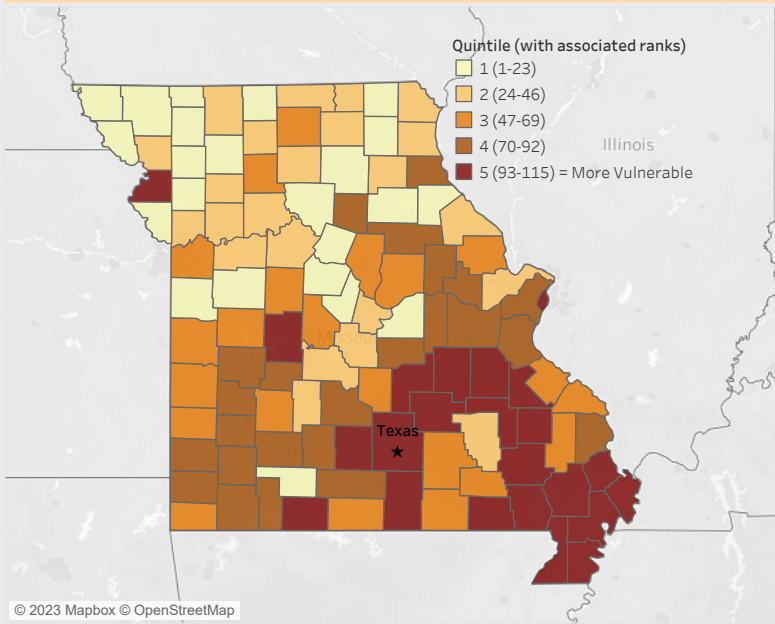 Quintile (with associated ranks)
1 (1-23)
2 (24-46)
3 (47-69)
4 (70-92)
5 (93-115) = More Vulnerable
Illinois
Missouri
Texas
© 2023 Mapbox © OpenStreetMap